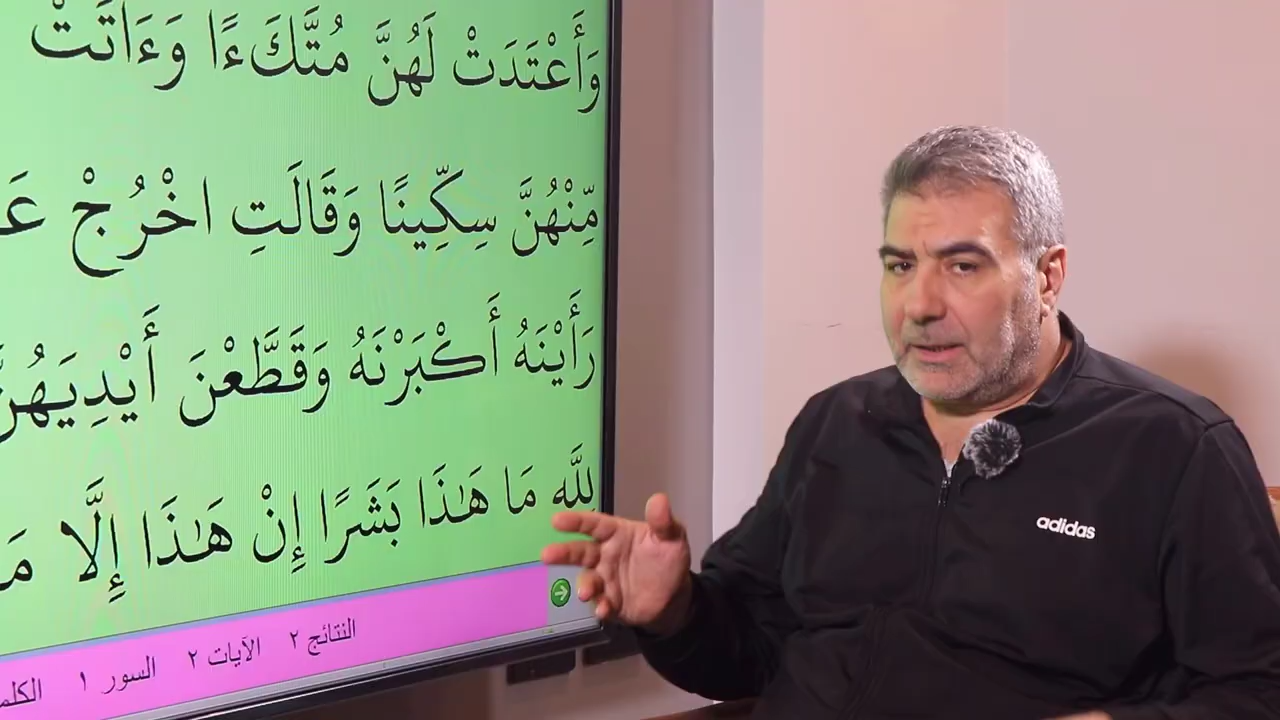 وَأَعْتَدَتْ لَهُنَّ مُتَّكَـًٔا وَءَاتَتْ
مِّنْهُنَّ سِكِّينًا وَقَالَتِ اخْرُجْ
رَأَيْنَهُ أَكْبَرْنَهُ وَقَطَّعْنَ أَيْدِيَهُنَّ
لِلَّهِ مَا هَٰذَا بَشَرًا إِنْ هَٰذَا إِلَّا
النتائج ٢ الآيات ٢ السور ١
adidas